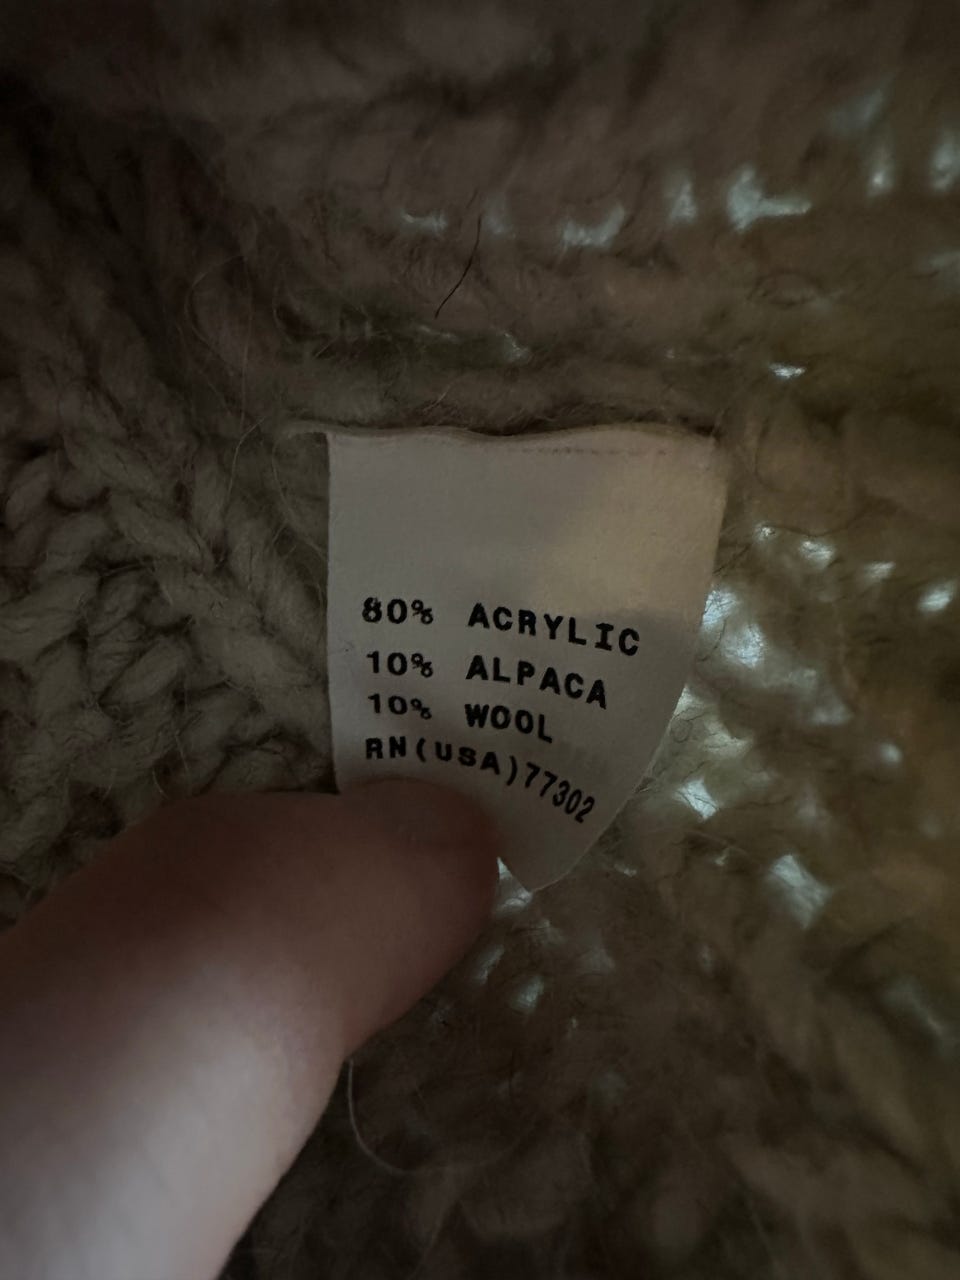 80% ACRYLIC
10% ALPACA
10% WOOL
RN(USA)77302